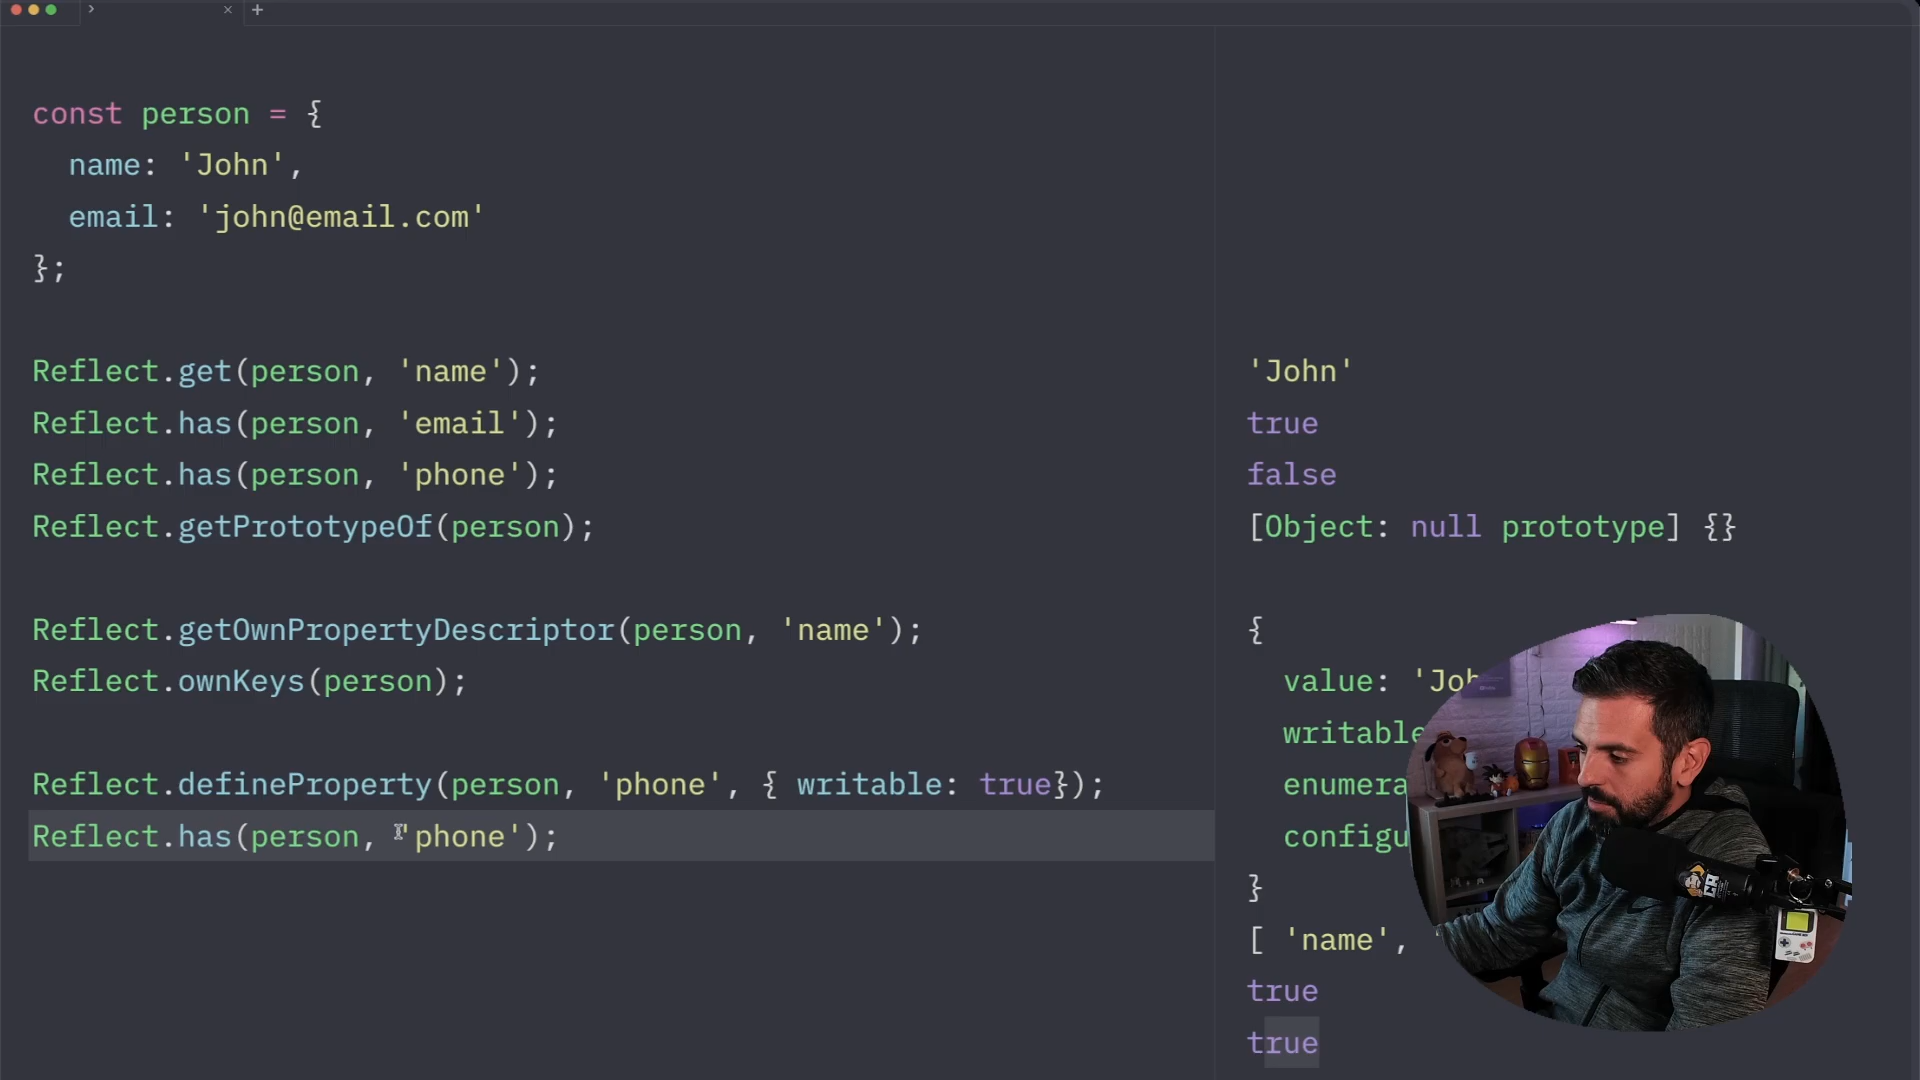 const person = {
  name: 'John',
  email: 'john@email.com'
};
Reflect.get(person, 'name');
Reflect.has(person, 'email');
Reflect.has(person, 'phone');
Reflect.getPrototypeOf(person);
Reflect.getOwnPropertyDescriptor(person, 'name');
Reflect.ownKeys(person);
Reflect.defineProperty(person, 'phone', { writable: true});
Reflect.has(person, 'phone');
'John'
true
false
[Object: null prototype] {}
{
  value: 'Joh
  writable
  enumera
  configu
}
[ 'name',
true
true